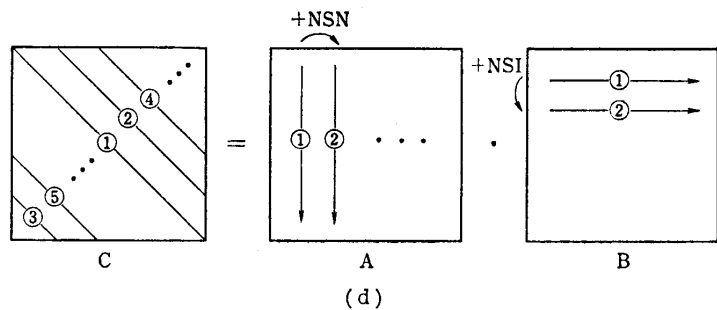 +NSN
+NSI
④
②
①
⑤
③
=
① ② • • •
•
①
②
C A B
(d)